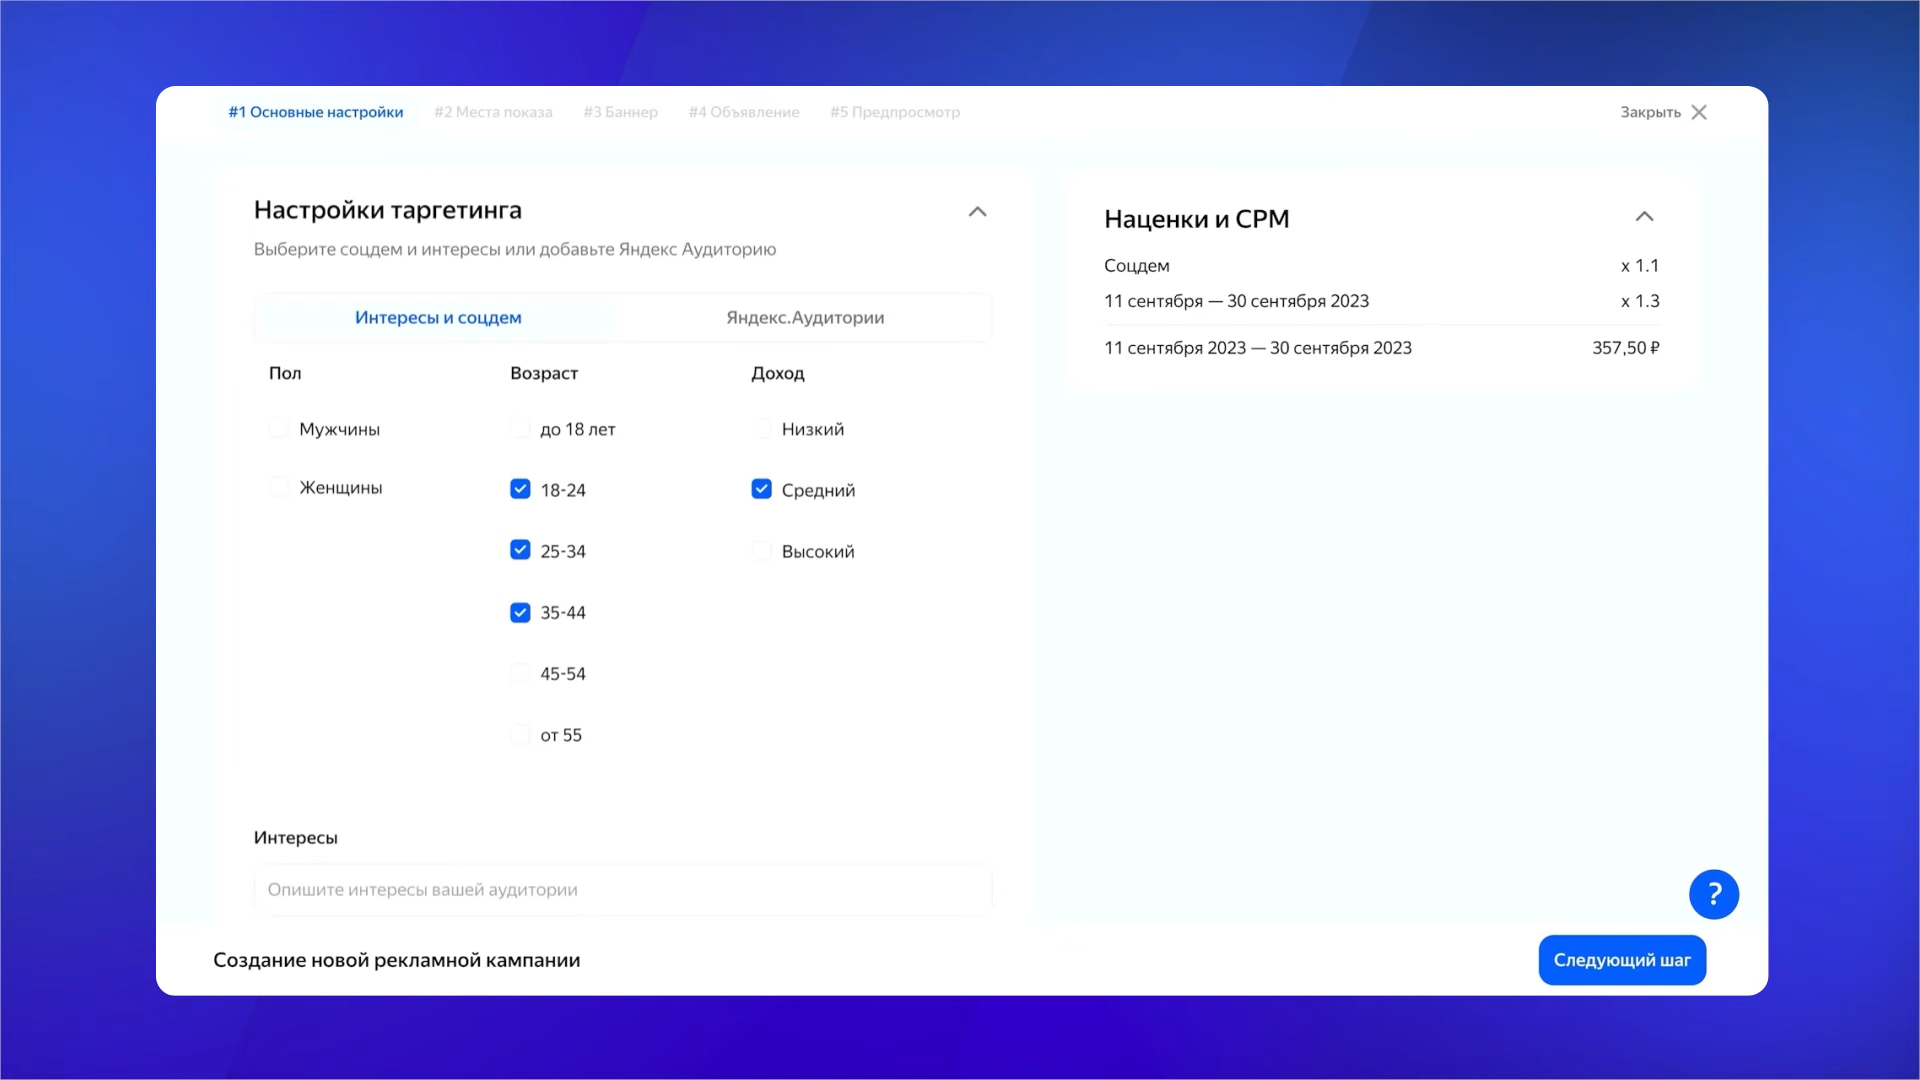 #1 Основные настройки #2 Места показа #3 Баннер #4 Объявление #5 Предпросмотр Закрыть
Настройки таргетинга
Выберите соцдем и интересы или добавьте Яндекс Аудиторию
Интересы и соцдем Яндекс.Аудитории
Пол Возраст Доход
Мужчины до 18 лет Низкий
Женщины 18-24 Средний
25-34 Высокий
35-44
45-54
от 55
Интересы
Опишите интересы вашей аудитории
Наценки и CPM
Соцдем x 1.1
11 сентября — 30 сентября 2023 x 1.3
11 сентября 2023 — 30 сентября 2023 357,50 ₽
?
Создание новой рекламной кампании Следующий шаг